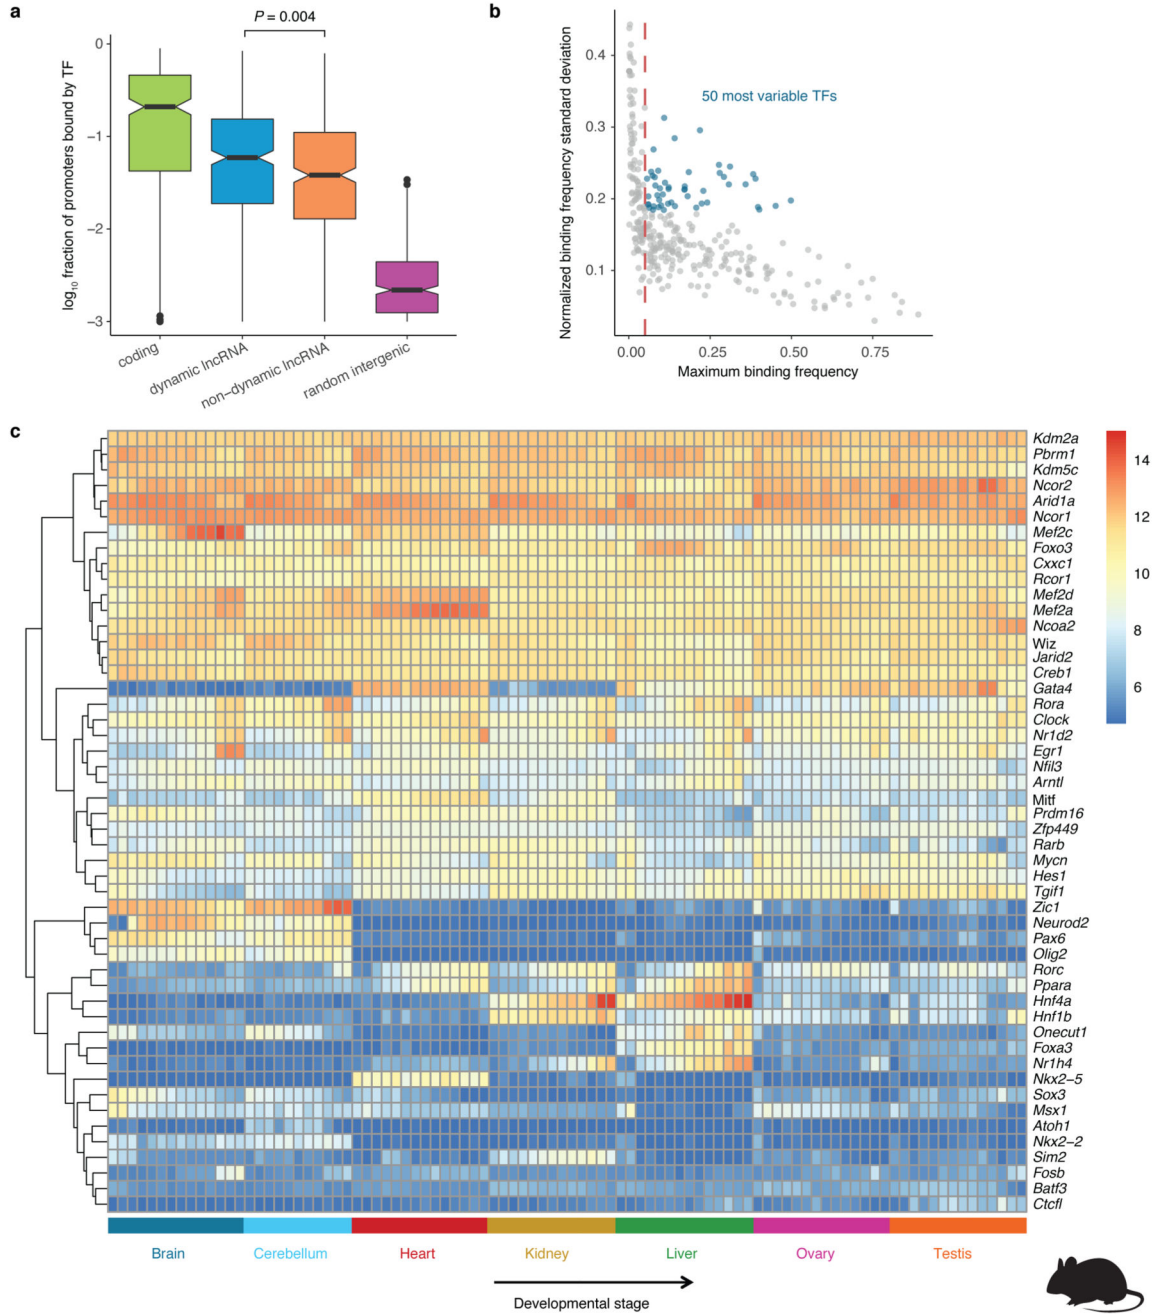 a
P = 0.004
log10 fraction of promoters bound by TF
0
−1
−2
−3
coding
dynamic lncRNA
non−dynamic lncRNA
random intergenic
b
Normalized binding frequency standard deviation
0.4
0.3
0.2
0.1
50 most variable TFs
0.00
0.25
0.50
0.75
Maximum binding frequency
c
Kdm2a
Pbrm1
Kdm5c
Ncor2
Arid1a
Ncor1
Mef2c
Foxo3
Cxxc1
Rcor1
Mef2d
Mef2a
Ncoa2
Wiz
Jarid2
Creb1
Gata4
Rora
Clock
Nr1d2
Egr1
Nfil3
Arntl
Mitf
Prdm16
Zfp449
Rarb
Mycn
Hes1
Tgif1
Zic1
Neurod2
Pax6
Olig2
Rorc
Ppara
Hnf4a
Hnf1b
Onecut1
Foxa3
Nr1h4
Nkx2−5
Sox3
Msx1
Atoh1
Nkx2−2
Sim2
Fosb
Batf3
Ctcfl
14
12
10
8
6
Brain
Cerebellum
Heart
Kidney
Liver
Ovary
Testis
Developmental stage